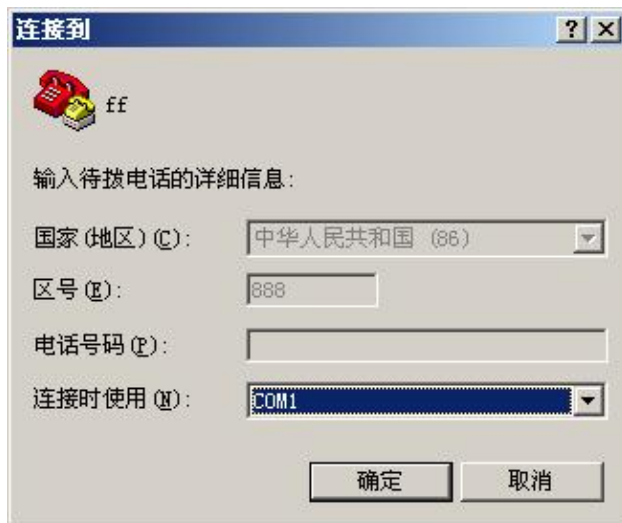 连接到
ff
输入待拨电话的详细信息:
国家(地区)(C): 中华人民共和国 (86)
区号(E): 888
电话号码(P):
连接时使用(N): COM1
确定 取消